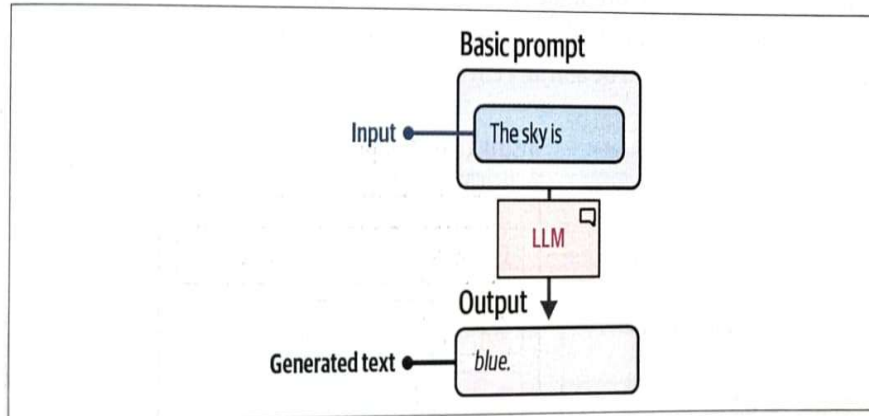 Basic prompt
Input
The sky is
LLM
Output
Generated text
blue.